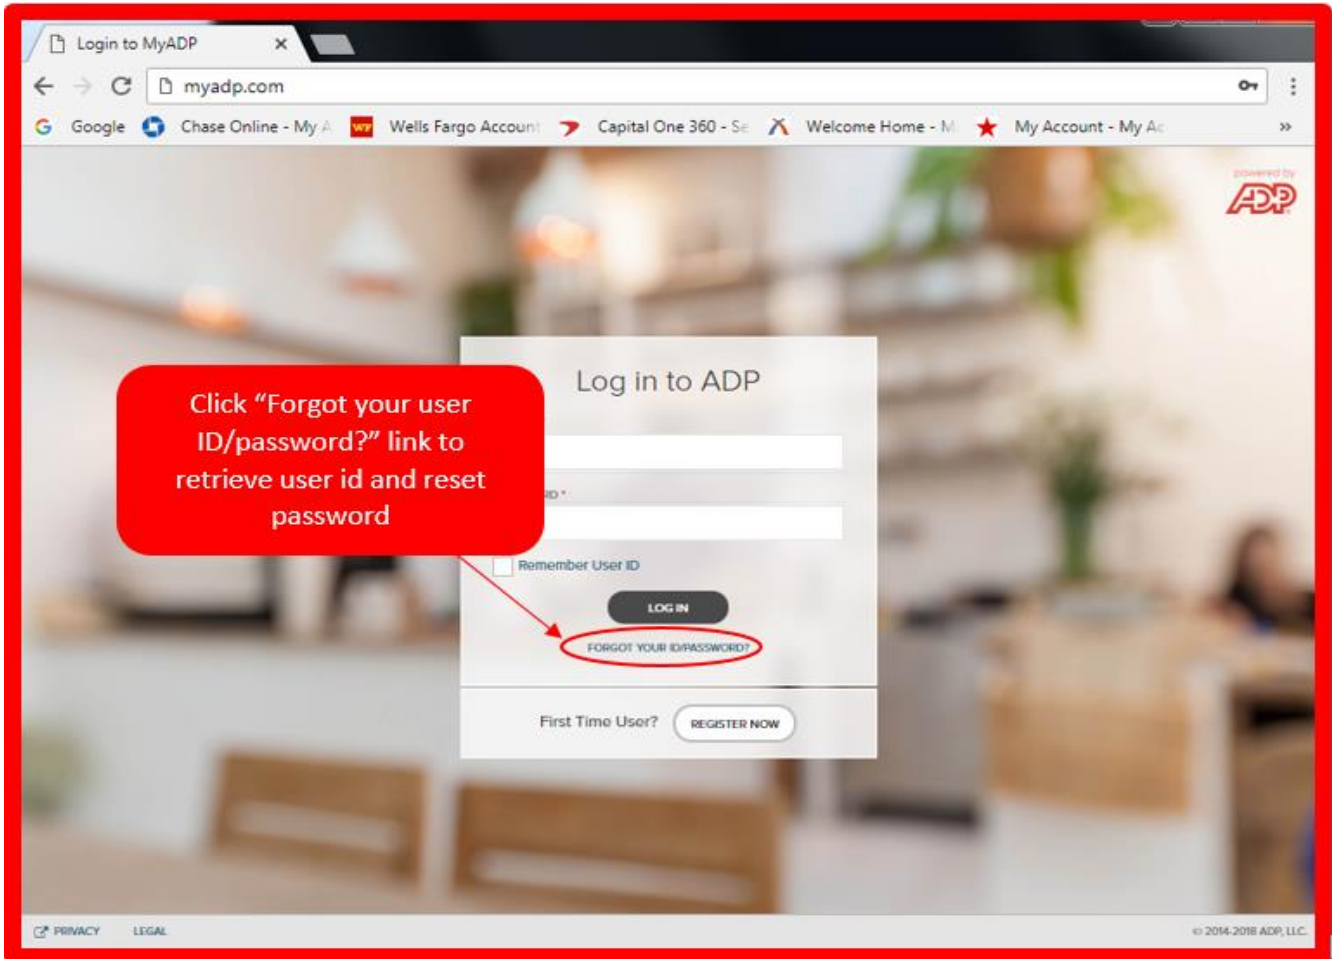 Login to MyADP
myadp.com
Google Chase Online - My A Wells Fargo Account Capital One 360 - Se Welcome Home - M My Account - My Ac
powered by
ADP
Log in to ADP
Click “Forgot your user
ID/password?” link to
retrieve user id and reset
password
RD *
Remember User ID
LOG IN
FORGOT YOUR ID/PASSWORD?
First Time User? REGISTER NOW
PRIVACY LEGAL
© 2014-2018 ADP, LLC.